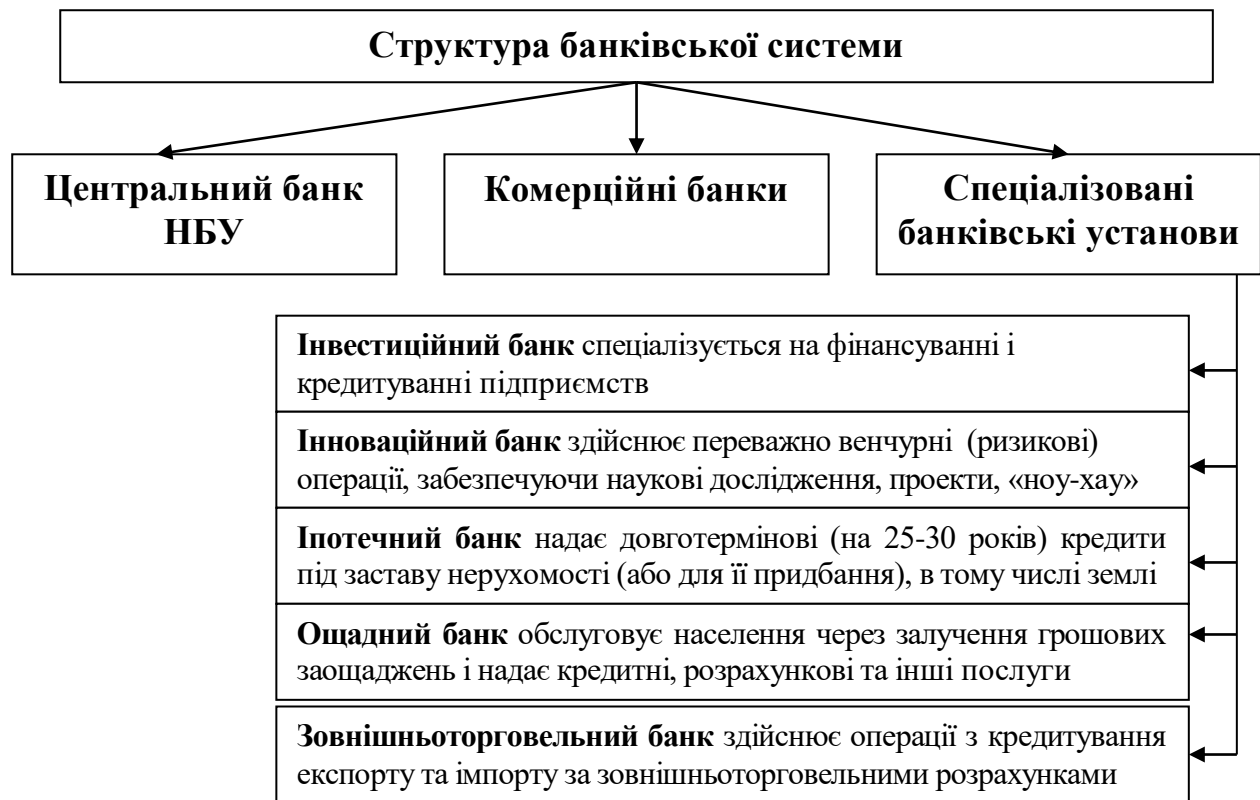 Структура банківської системи
Центральний банк
НБУ
Комерційні банки
Спеціалізовані
банківські установи
Інвестиційний банк спеціалізується на фінансуванні і
кредитуванні підприємств
Інноваційний банк здійснює переважно венчурні (ризикові)
операції, забезпечуючи наукові дослідження, проекти, «ноу-хау»
Іпотечний банк надає довготермінові (на 25-30 років) кредити
під заставу нерухомості (або для її придбання), в тому числі землі
Ощадний банк обслуговує населення через залучення грошових
заощаджень і надає кредитні, розрахункові та інші послуги
Зовнішньоторговельний банк здійснює операції з кредитування
експорту та імпорту за зовнішньоторговельними розрахунками